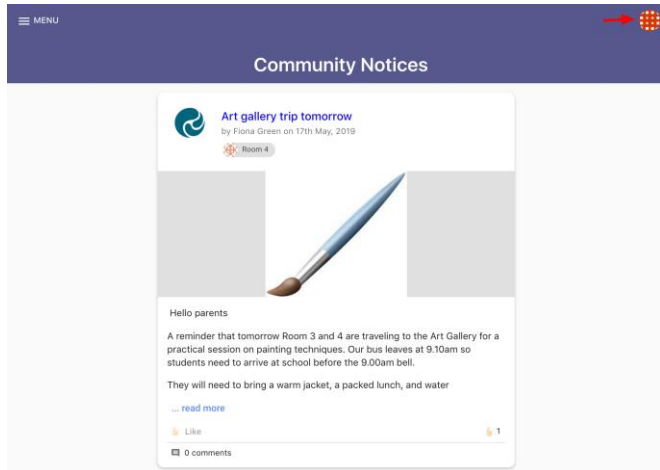 MENU
Community Notices
Art gallery trip tomorrow
by Fiona Green on 17th May, 2019
Room 4
Hello parents
A reminder that tomorrow Room 3 and 4 are traveling to the Art Gallery for a
practical session on painting techniques. Our bus leaves at 9.10am so
students need to arrive at school before the 9.00am bell.
They will need to bring a warm jacket, a packed lunch, and water
... read more
Like 1
0 comments